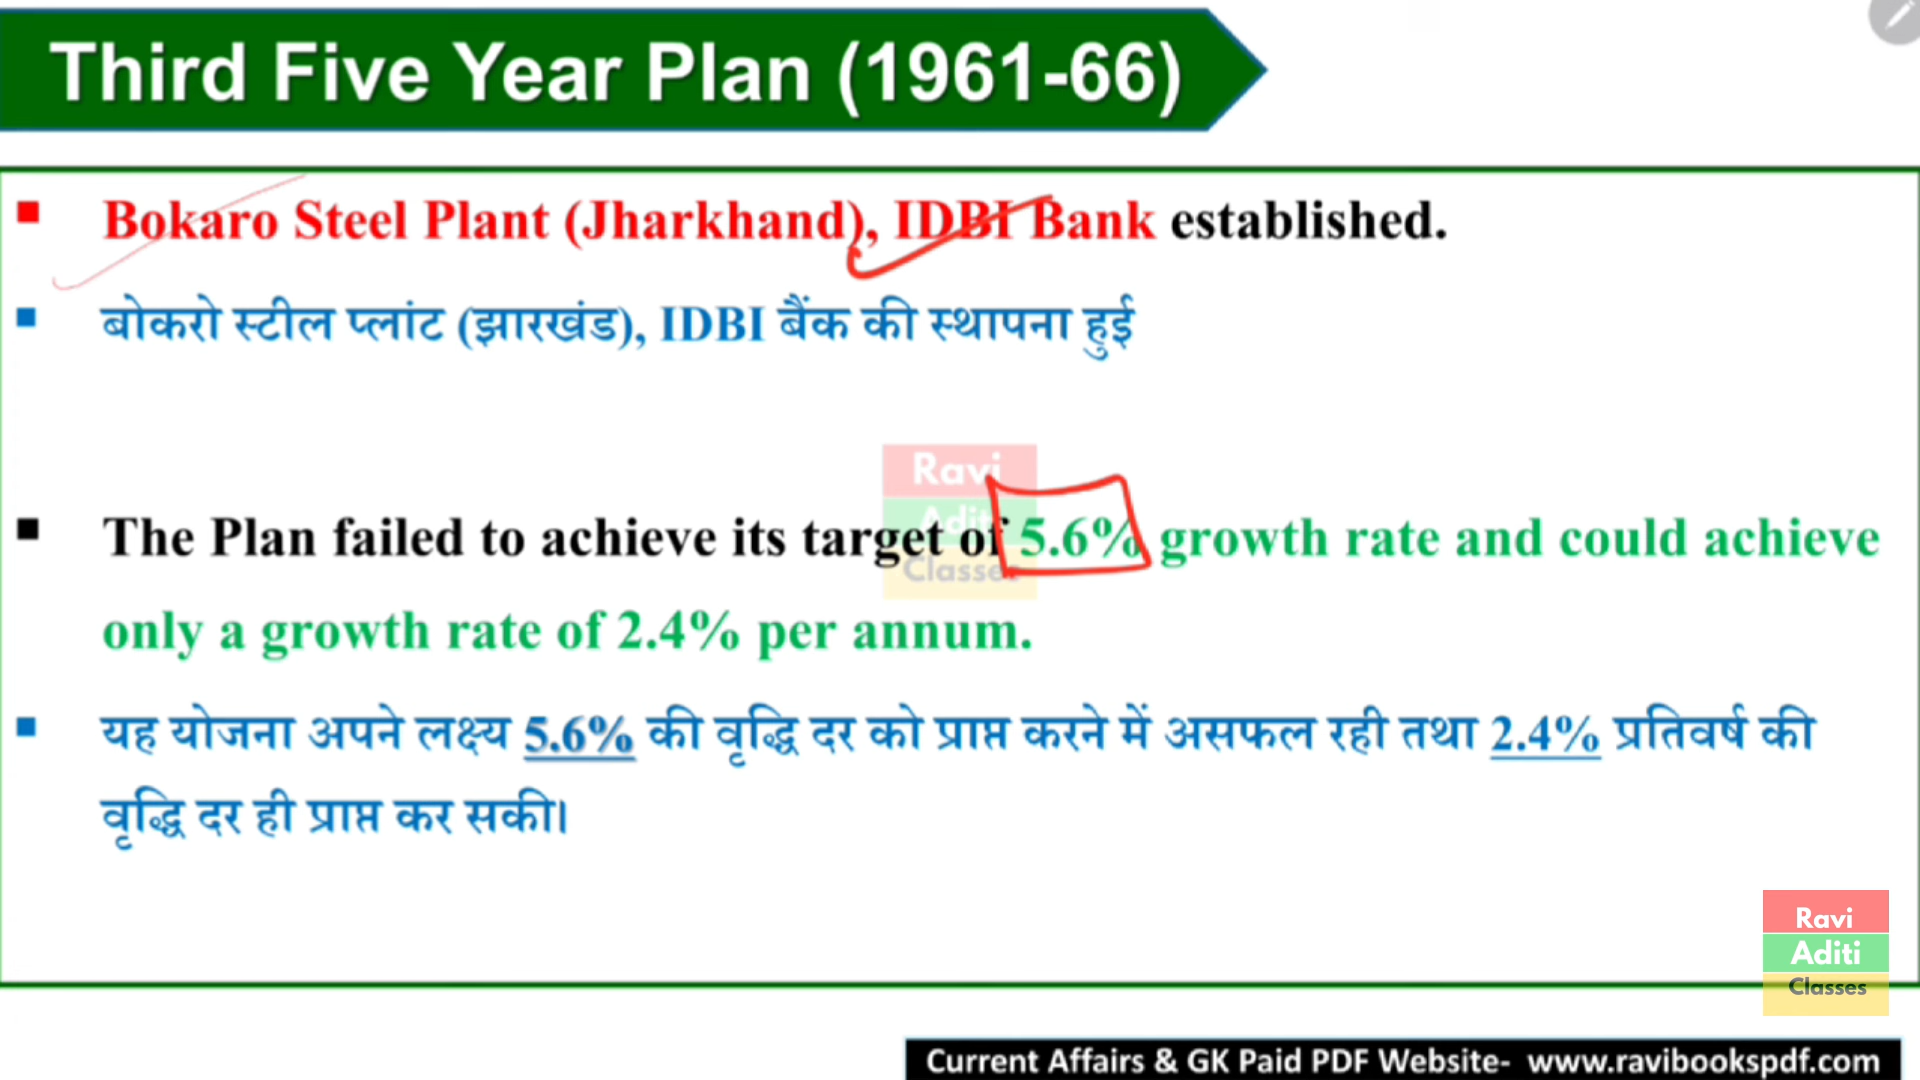 Third Five Year Plan (1961-66)
Bokaro Steel Plant (Jharkhand), IDBI Bank established.
बोकरो स्टील प्लांट (झारखंड), IDBI बैंक की स्थापना हुई
Ravi
Aditi
Classes
The Plan failed to achieve its target of 5.6% growth rate and could achieve
only a growth rate of 2.4% per annum.
यह योजना अपने लक्ष्य 5.6% की वृद्धि दर को प्राप्त करने में असफल रही तथा 2.4% प्रतिवर्ष की
वृद्धि दर ही प्राप्त कर सकी।
Ravi
Aditi
Classes
Current Affairs & GK Paid PDF Website- www.ravibookspdf.com